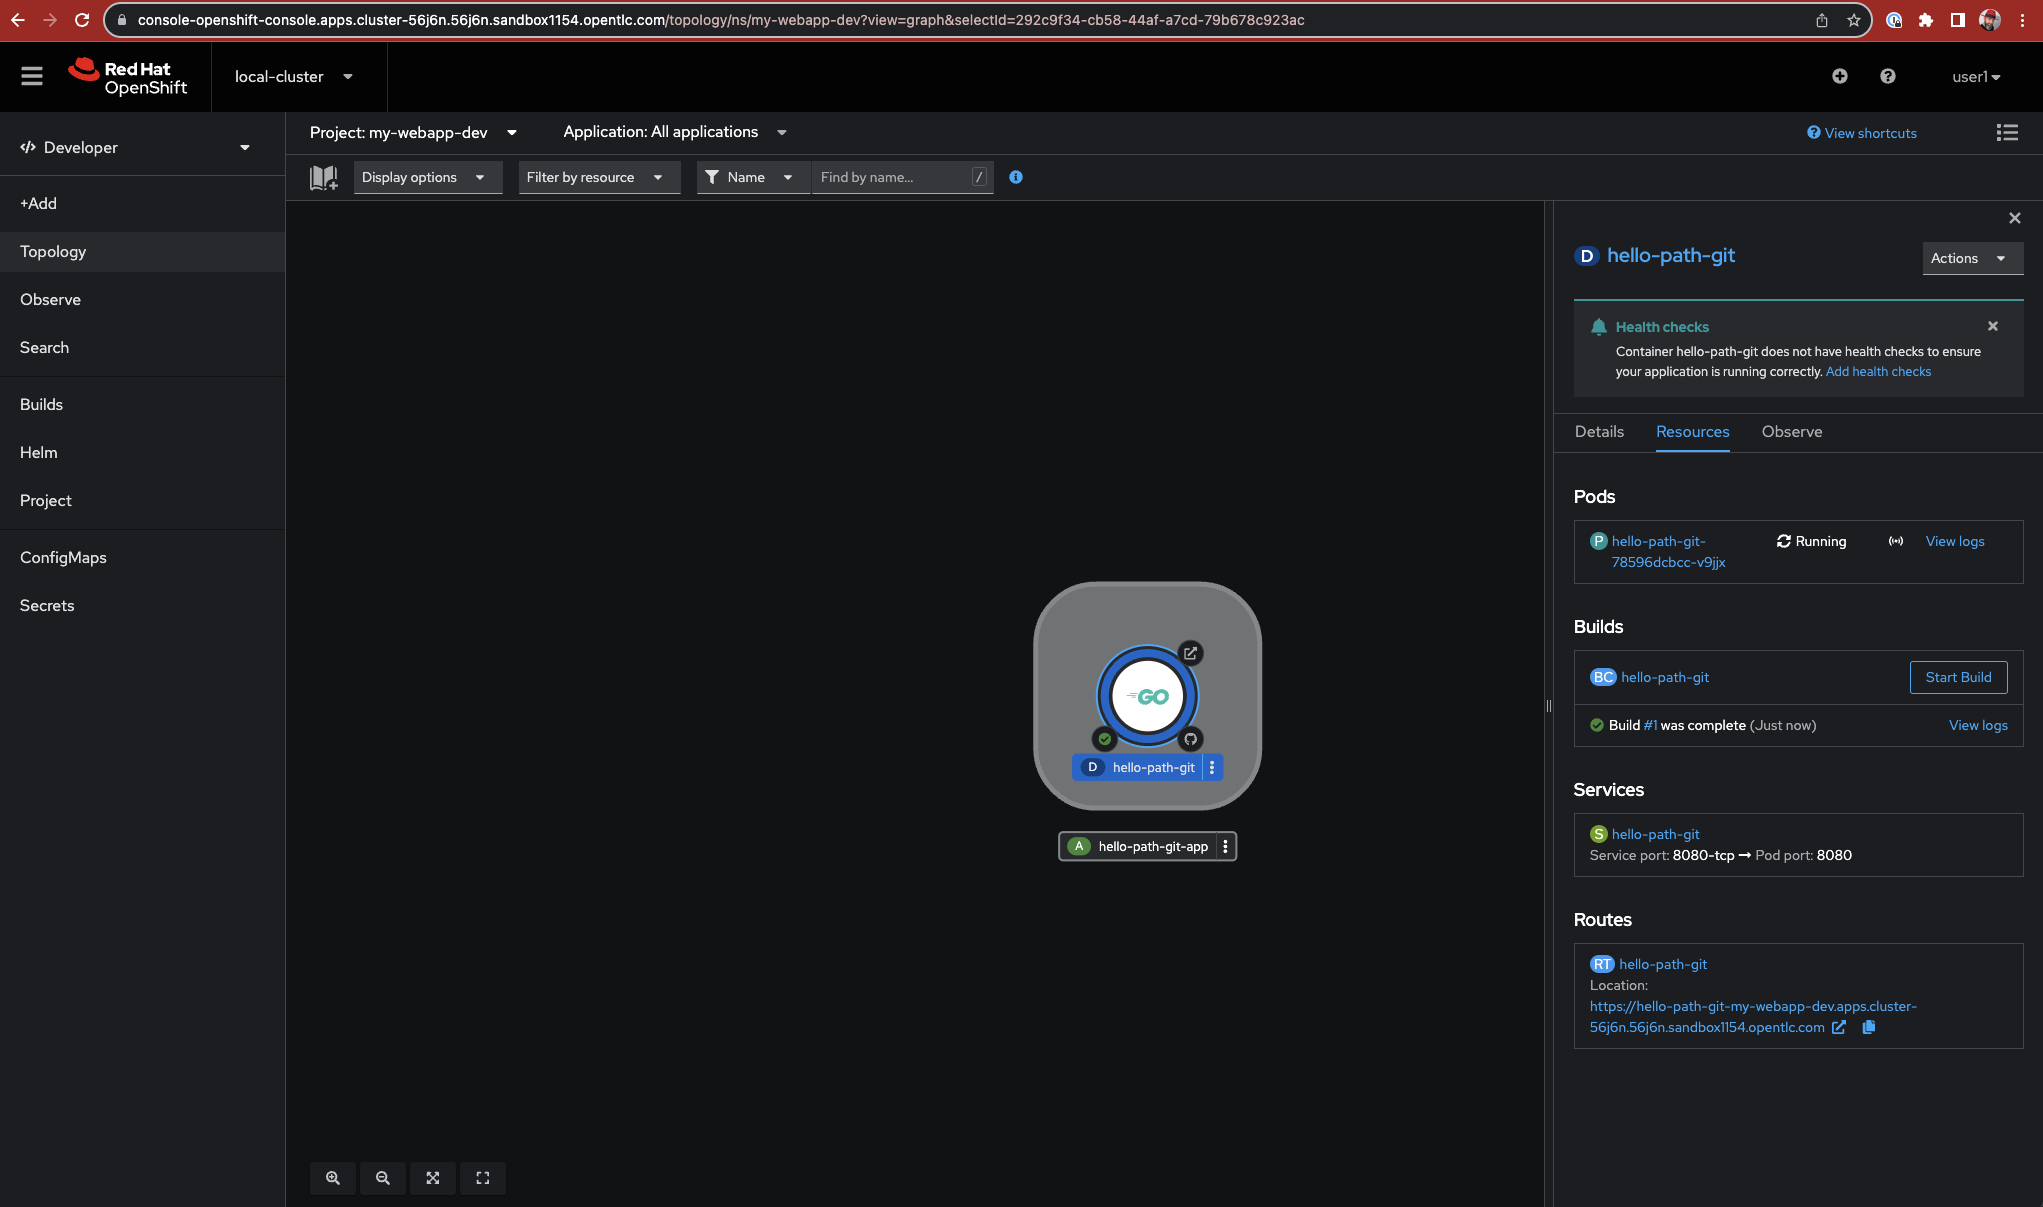 console-openshift-console.apps.cluster-56j6n.56j6n.sandbox1154.opentlc.com/topology/ns/my-webapp-dev?view=graph&selectId=292c9f34-cb58-44af-a7cd-79b678c923ac
Red Hat
OpenShift
local-cluster
user1
Developer
+Add
Topology
Observe
Search
Builds
Helm
Project
ConfigMaps
Secrets
Project: my-webapp-dev
Application: All applications
View shortcuts
Display options
Filter by resource
Name
Find by name...
/
GO
D hello-path-git
A hello-path-git-app
D hello-path-git
Actions
Health checks
Container hello-path-git does not have health checks to ensure
your application is running correctly. Add health checks
Details
Resources
Observe
Pods
P hello-path-git-
78596dcbcc-v9jjx
Running
View logs
Builds
BC hello-path-git
Start Build
Build #1 was complete (Just now)
View logs
Services
S hello-path-git
Service port: 8080-tcp → Pod port: 8080
Routes
RT hello-path-git
Location:
https://hello-path-git-my-webapp-dev.apps.cluster-
56j6n.56j6n.sandbox1154.opentlc.com